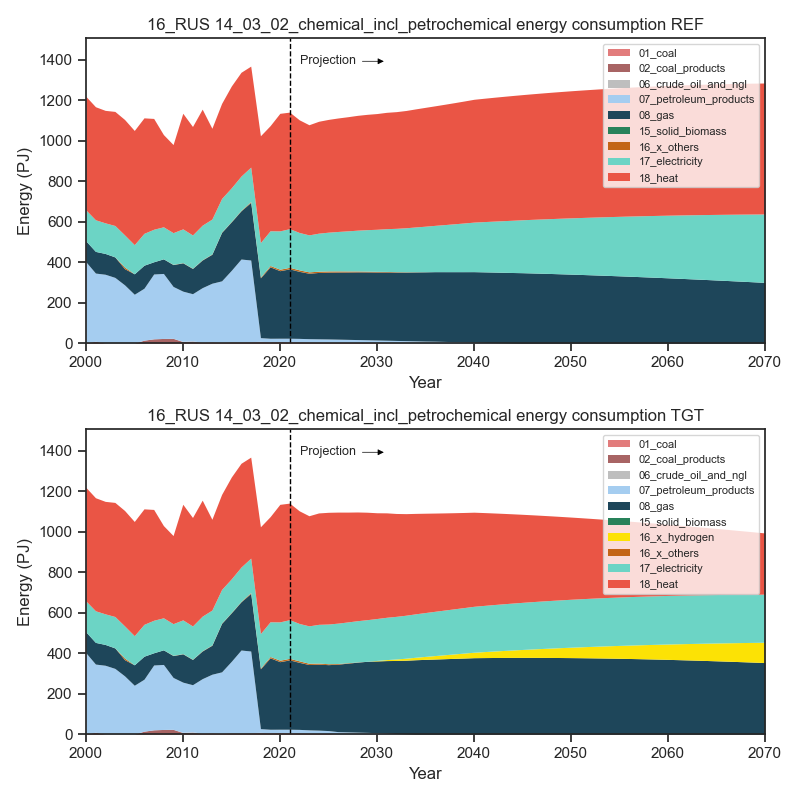 16_RUS 14_03_02_chemical_incl_petrochemical energy consumption REF
Energy (PJ)
1400
1200
1000
800
600
400
200
0
Projection
01_coal
02_coal_products
06_crude_oil_and_ngl
07_petroleum_products
08_gas
15_solid_biomass
16_x_others
17_electricity
18_heat
2000 2010 2020 2030 2040 2050 2060 2070
Year
16_RUS 14_03_02_chemical_incl_petrochemical energy consumption TGT
Energy (PJ)
1400
1200
1000
800
600
400
200
0
Projection
01_coal
02_coal_products
06_crude_oil_and_ngl
07_petroleum_products
08_gas
15_solid_biomass
16_x_hydrogen
16_x_others
17_electricity
18_heat
2000 2010 2020 2030 2040 2050 2060 2070
Year